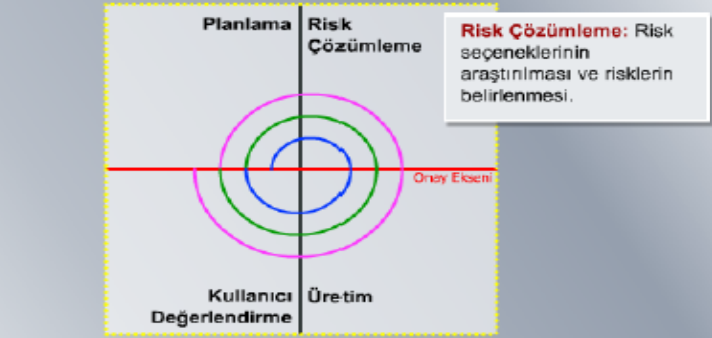 Planlama
Risk
Çözümleme
Risk Çözümleme: Risk
seçeneklerinin
araştırılması ve risklerin
belirlenmesi.
Onay Ekseni
Kullanıcı
Değerlendirme
Üretim